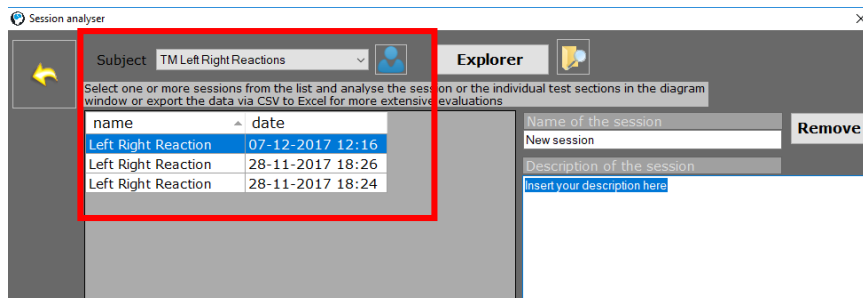 Session analyser
Subject TM Left Right Reactions Explorer
Select one or more sessions from the list and analyse the session or the individual test sections in the diagram
window or export the data via CSV to Excel for more extensive evaluations
name date
Left Right Reaction 07-12-2017 12:16
Left Right Reaction 28-11-2017 18:26
Left Right Reaction 28-11-2017 18:24
Name of the session
New session
Remove
Description of the session
Insert your description here